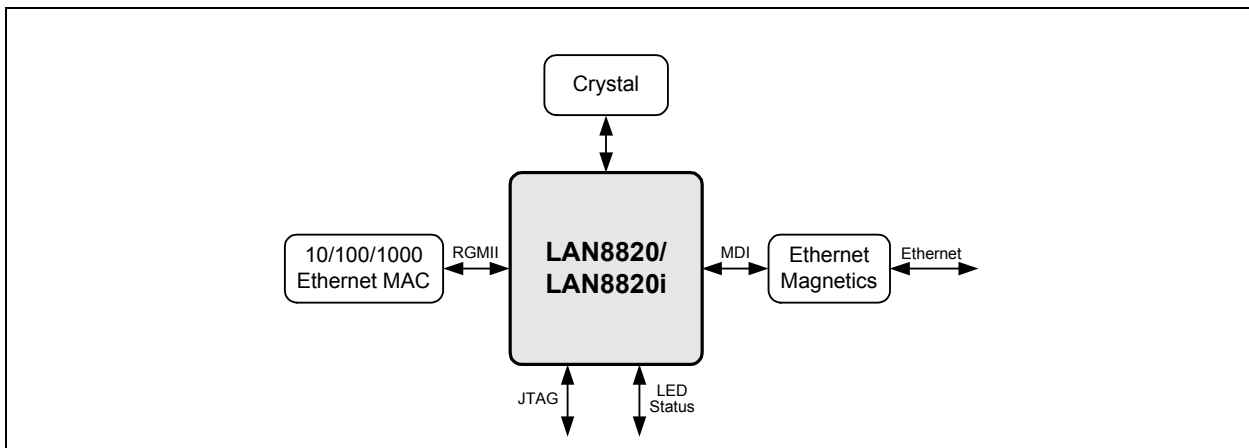 Crystal
10/100/1000
Ethernet MAC
RGMII
LAN8820/
LAN8820i
MDI
Ethernet
Magnetics
Ethernet
JTAG
LED
Status